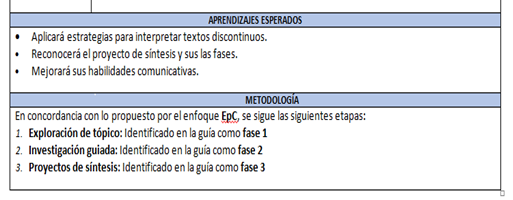 APRENDIZAJES ESPERADOS
• Aplicará estrategias para interpretar textos discontinuos.
• Reconocerá el proyecto de síntesis y sus las fases.
• Mejorará sus habilidades comunicativas.
METODOLOGÍA
En concordancia con lo propuesto por el enfoque EpC, se sigue las siguientes etapas:
1. Exploración de tópico: Identificado en la guía como fase 1
2. Investigación guiada: Identificado en la guía como fase 2
3. Proyectos de síntesis: Identificado en la guía como fase 3